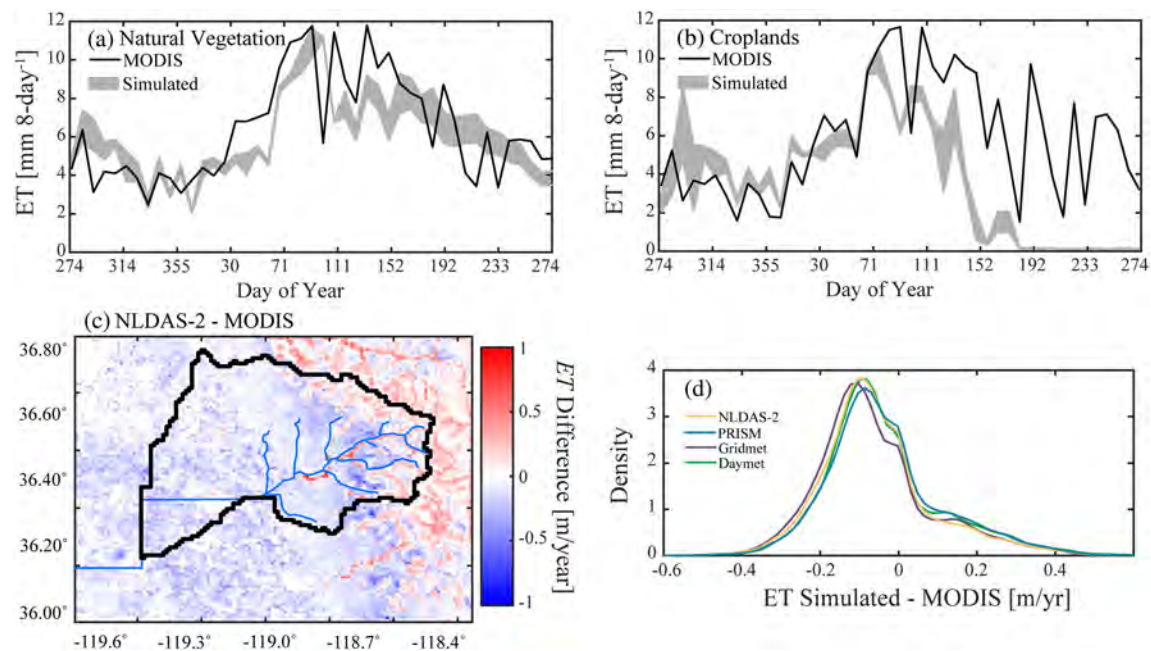 12
10
8
6
4
2
0
ET [mm 8-day⁻¹]
(a) Natural Vegetation
MODIS
Simulated
274 314 355 30 71 111 152 192 233 274
Day of Year
12
10
8
6
4
2
0
ET [mm 8-day⁻¹]
(b) Croplands
MODIS
Simulated
274 314 355 30 71 111 152 192 233 274
Day of Year
(c) NLDAS-2 - MODIS
36.80°
36.60°
36.40°
36.20°
36.00°
-119.6° -119.3° -119.0° -118.7° -118.4°
1
0.5
0
-0.5
-1
ET Difference [m/year]
(d)
4
3
2
1
0
Density
NLDAS-2
PRISM
Gridmet
Daymet
-0.6 -0.4 -0.2 0 0.2 0.4
ET Simulated - MODIS [m/yr]